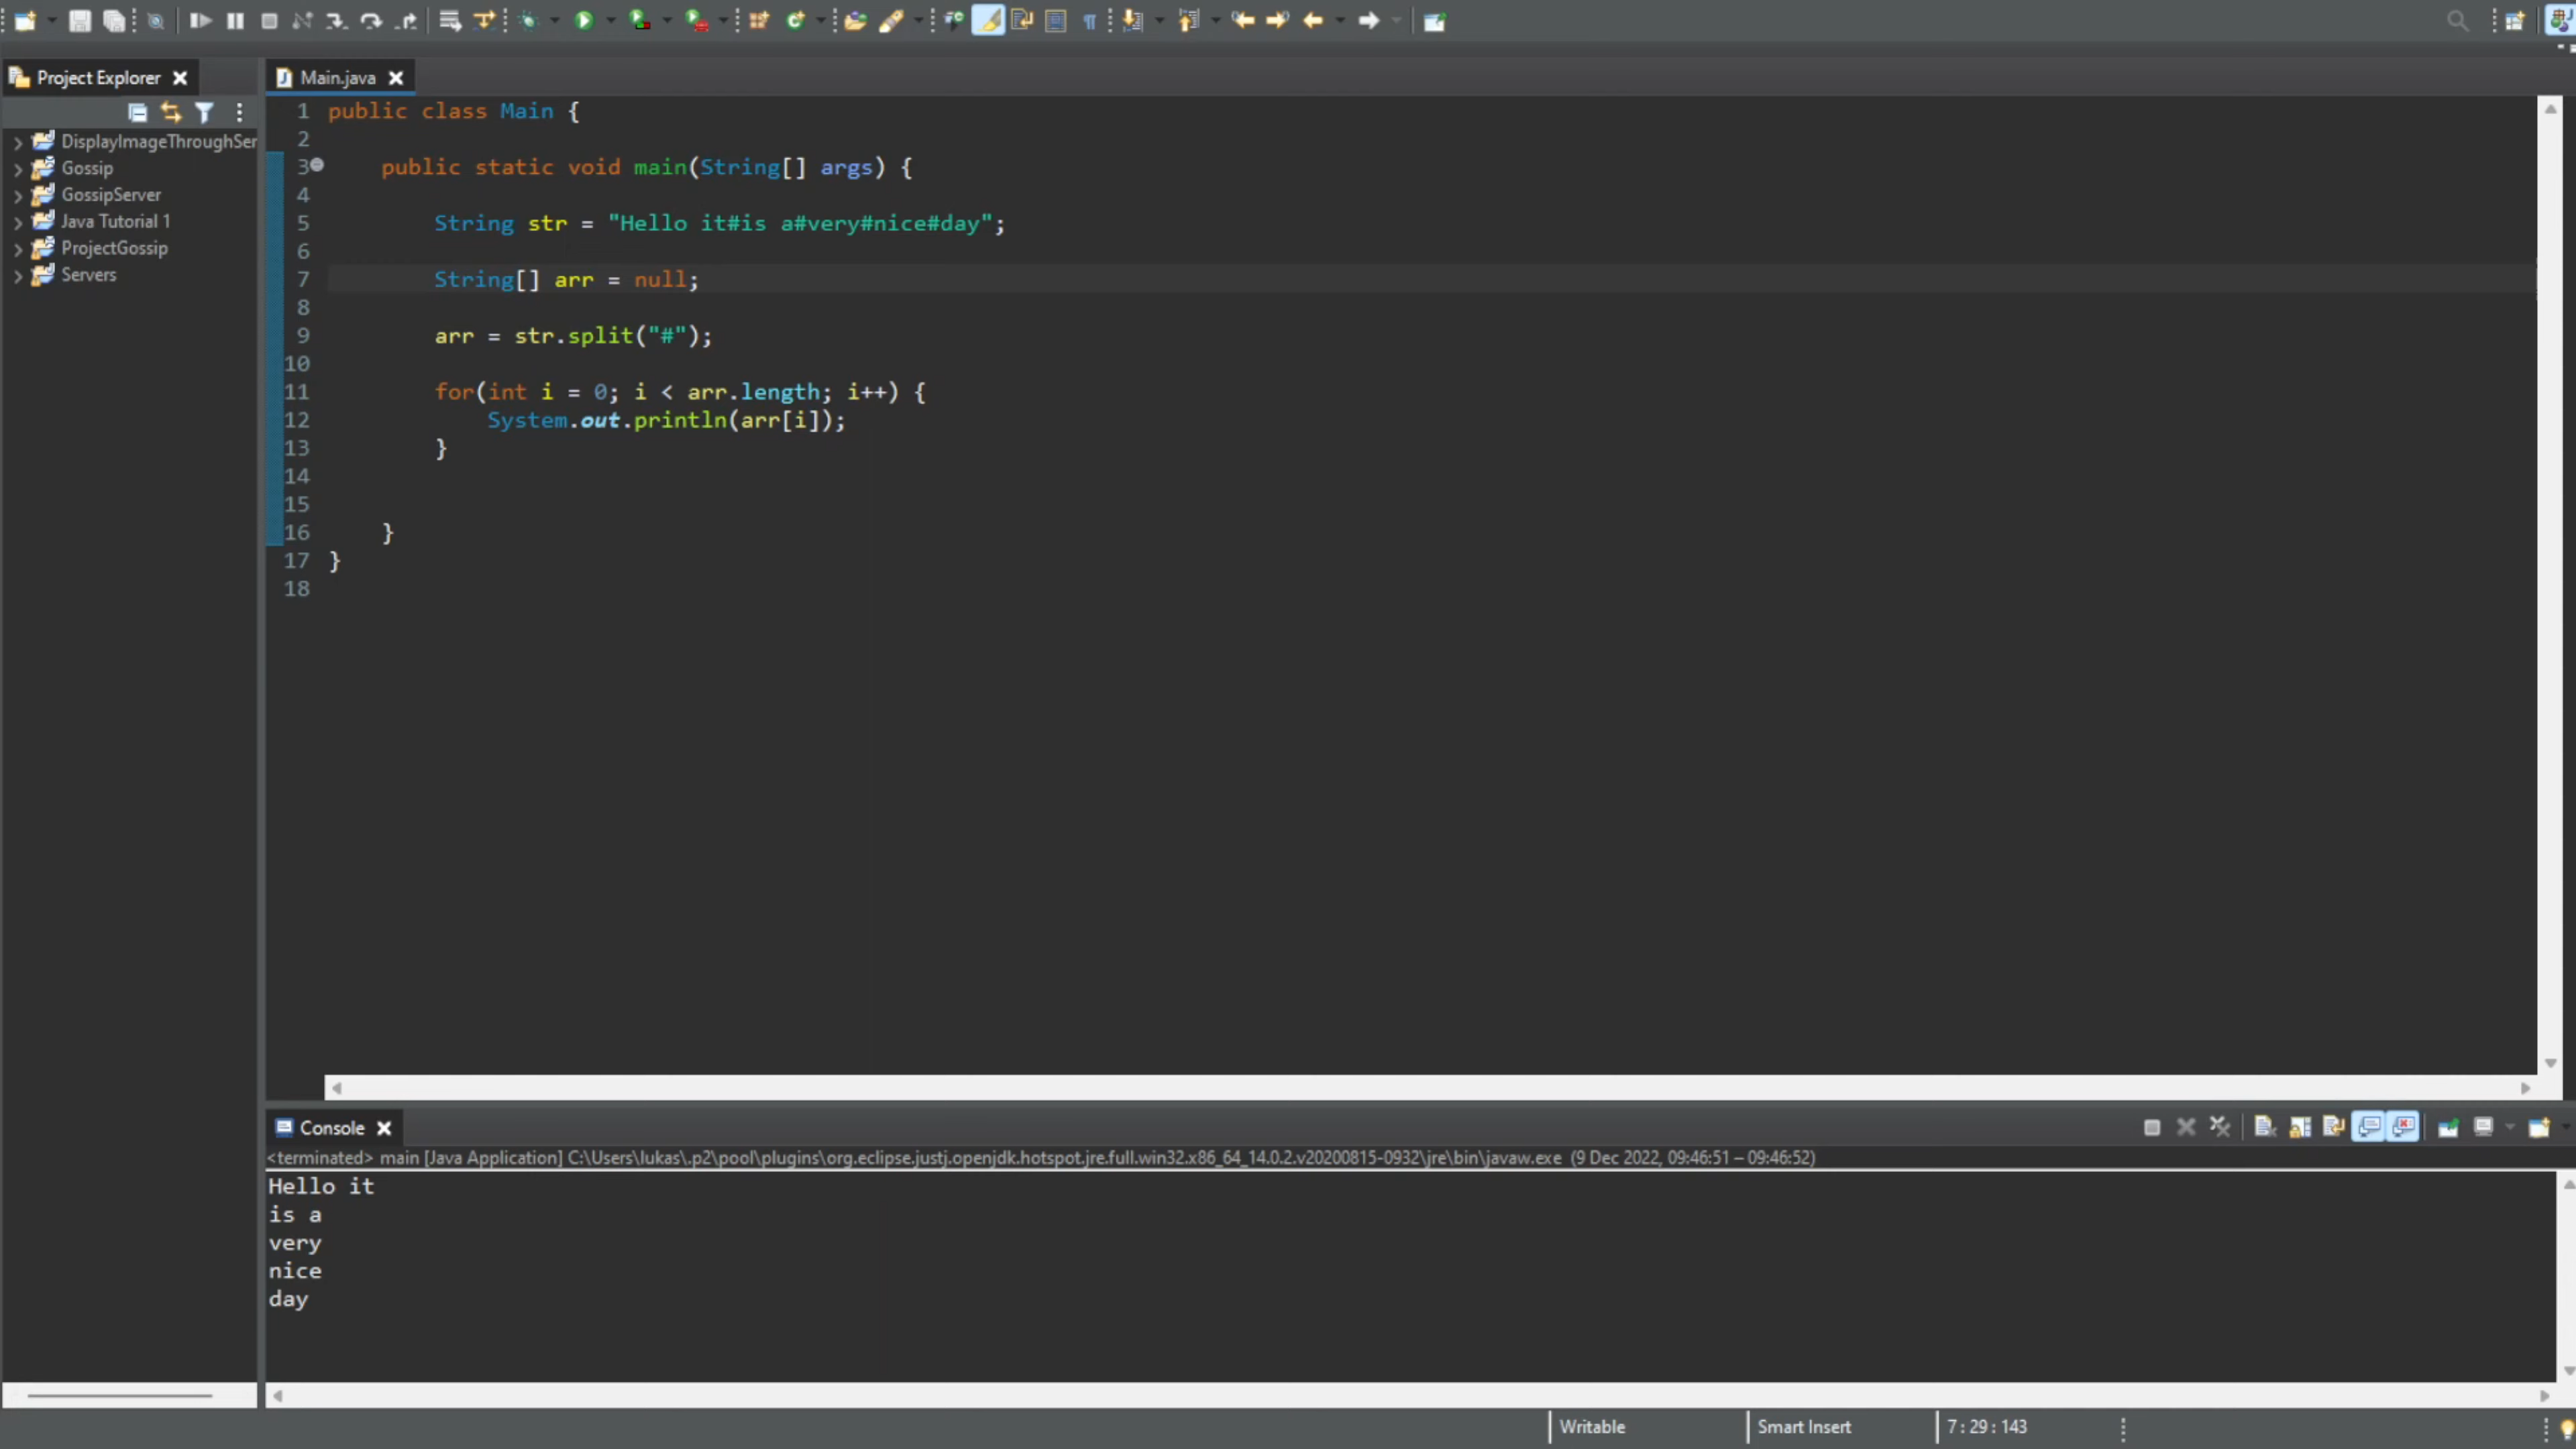 Project Explorer
Main.java
DisplayImageThroughSer
Gossip
GossipServer
Java Tutorial 1
ProjectGossip
Servers
1 public class Main {
2
3 public static void main(String[] args) {
4
5 String str = "Hello it#is a#very#nice#day";
6
7 String[] arr = null;
8
9 arr = str.split("#");
10
11 for(int i = 0; i < arr.length; i++) {
12 System.out.println(arr[i]);
13 }
14
15
16 }
17 }
18
Console
<terminated> main [Java Application] C:\Users\lukas\.p2\pool\plugins\org.eclipse.justj.openjdk.hotspot.jre.full.win32.x86_64_14.0.2.v20200815-0932\jre\bin\javaw.exe (9 Dec 2022, 09:46:51 – 09:46:52)
Hello it
is a
very
nice
day
Writable
Smart Insert
7 : 29 : 143